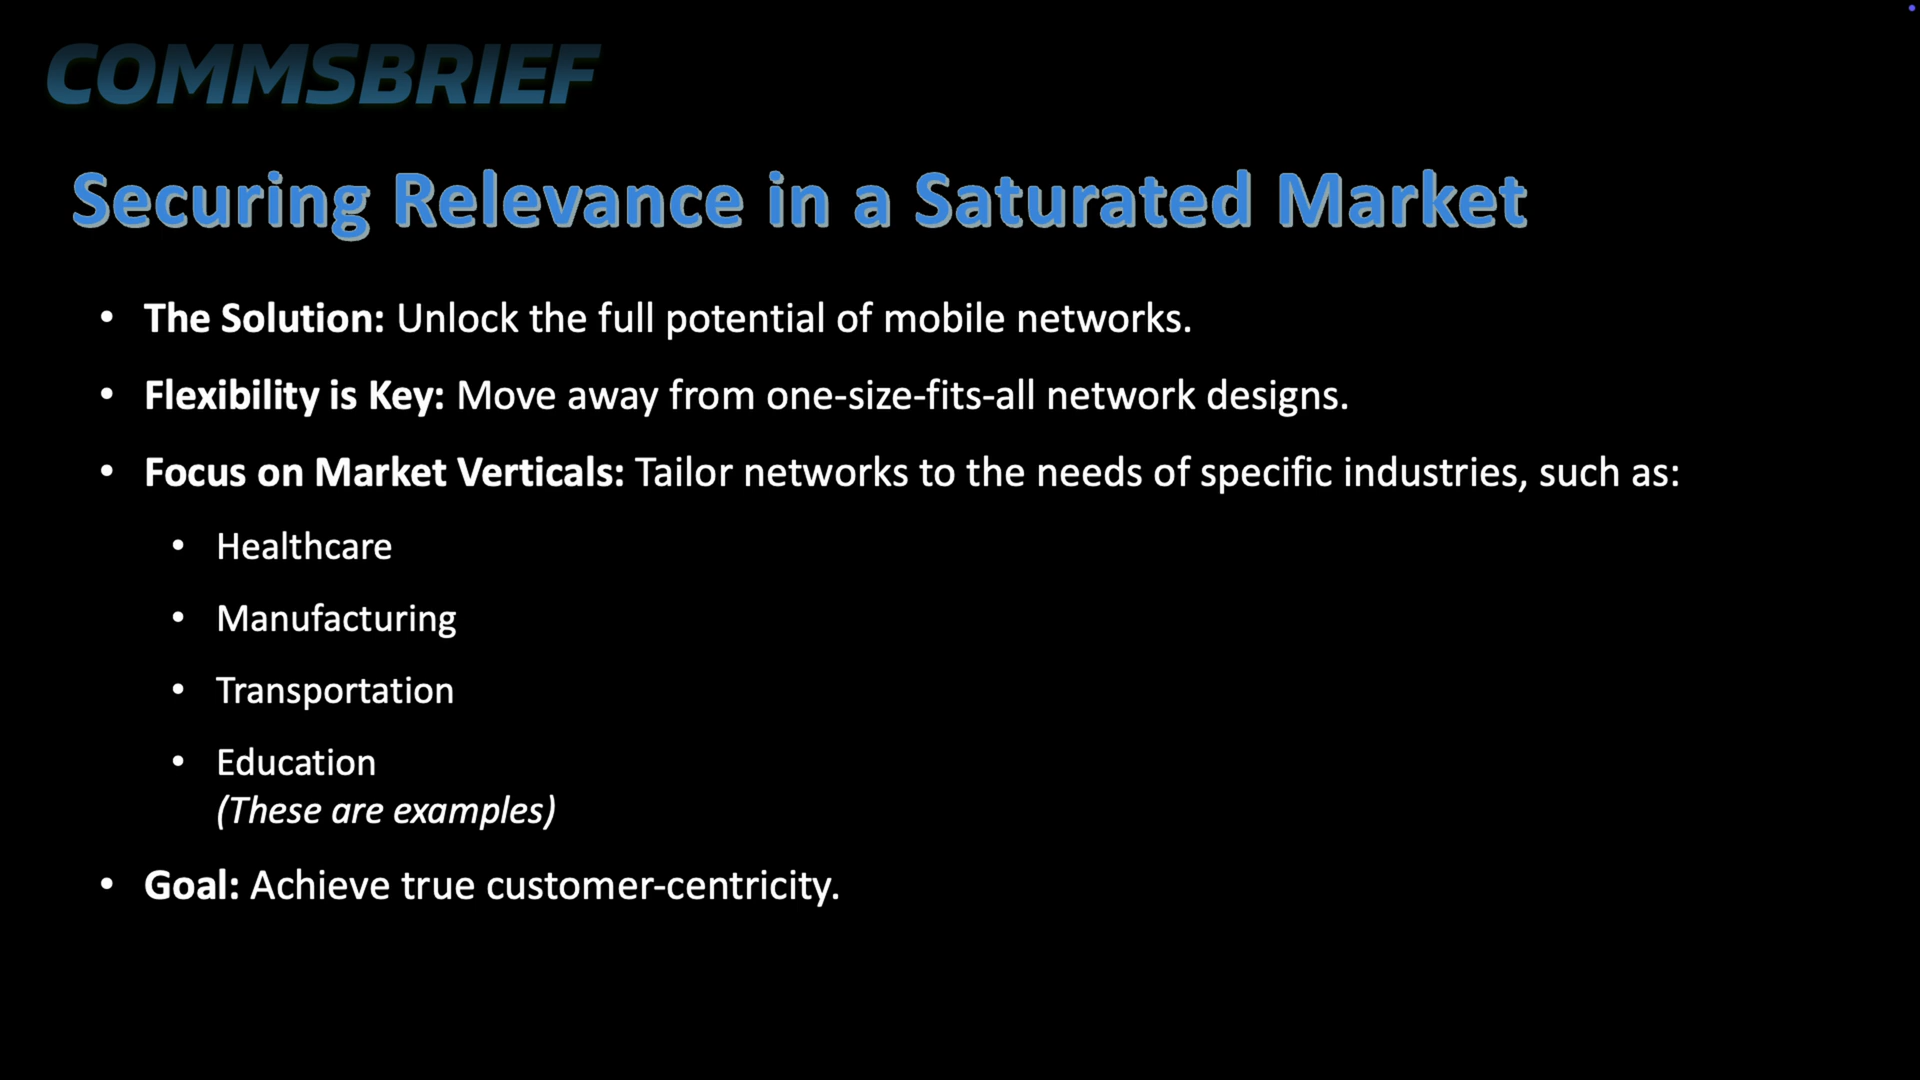 COMMSBRIEF
Securing Relevance in a Saturated Market
• The Solution: Unlock the full potential of mobile networks.
• Flexibility is Key: Move away from one-size-fits-all network designs.
• Focus on Market Verticals: Tailor networks to the needs of specific industries, such as:
• Healthcare
• Manufacturing
• Transportation
• Education
(These are examples)
• Goal: Achieve true customer-centricity.